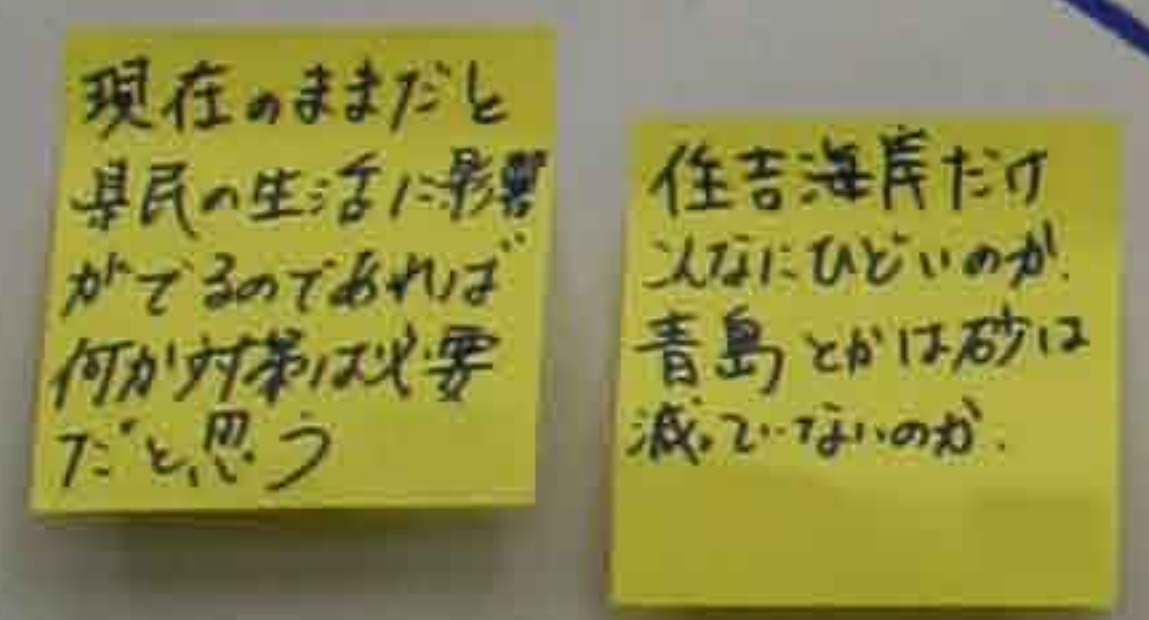 現在のままだと
県民の生活に影響
がでるのであれば
何か対策は必要
だと思う
住吉海岸だけ
こんなにひどいのか.
青島とかは砂は
減っていないのか.